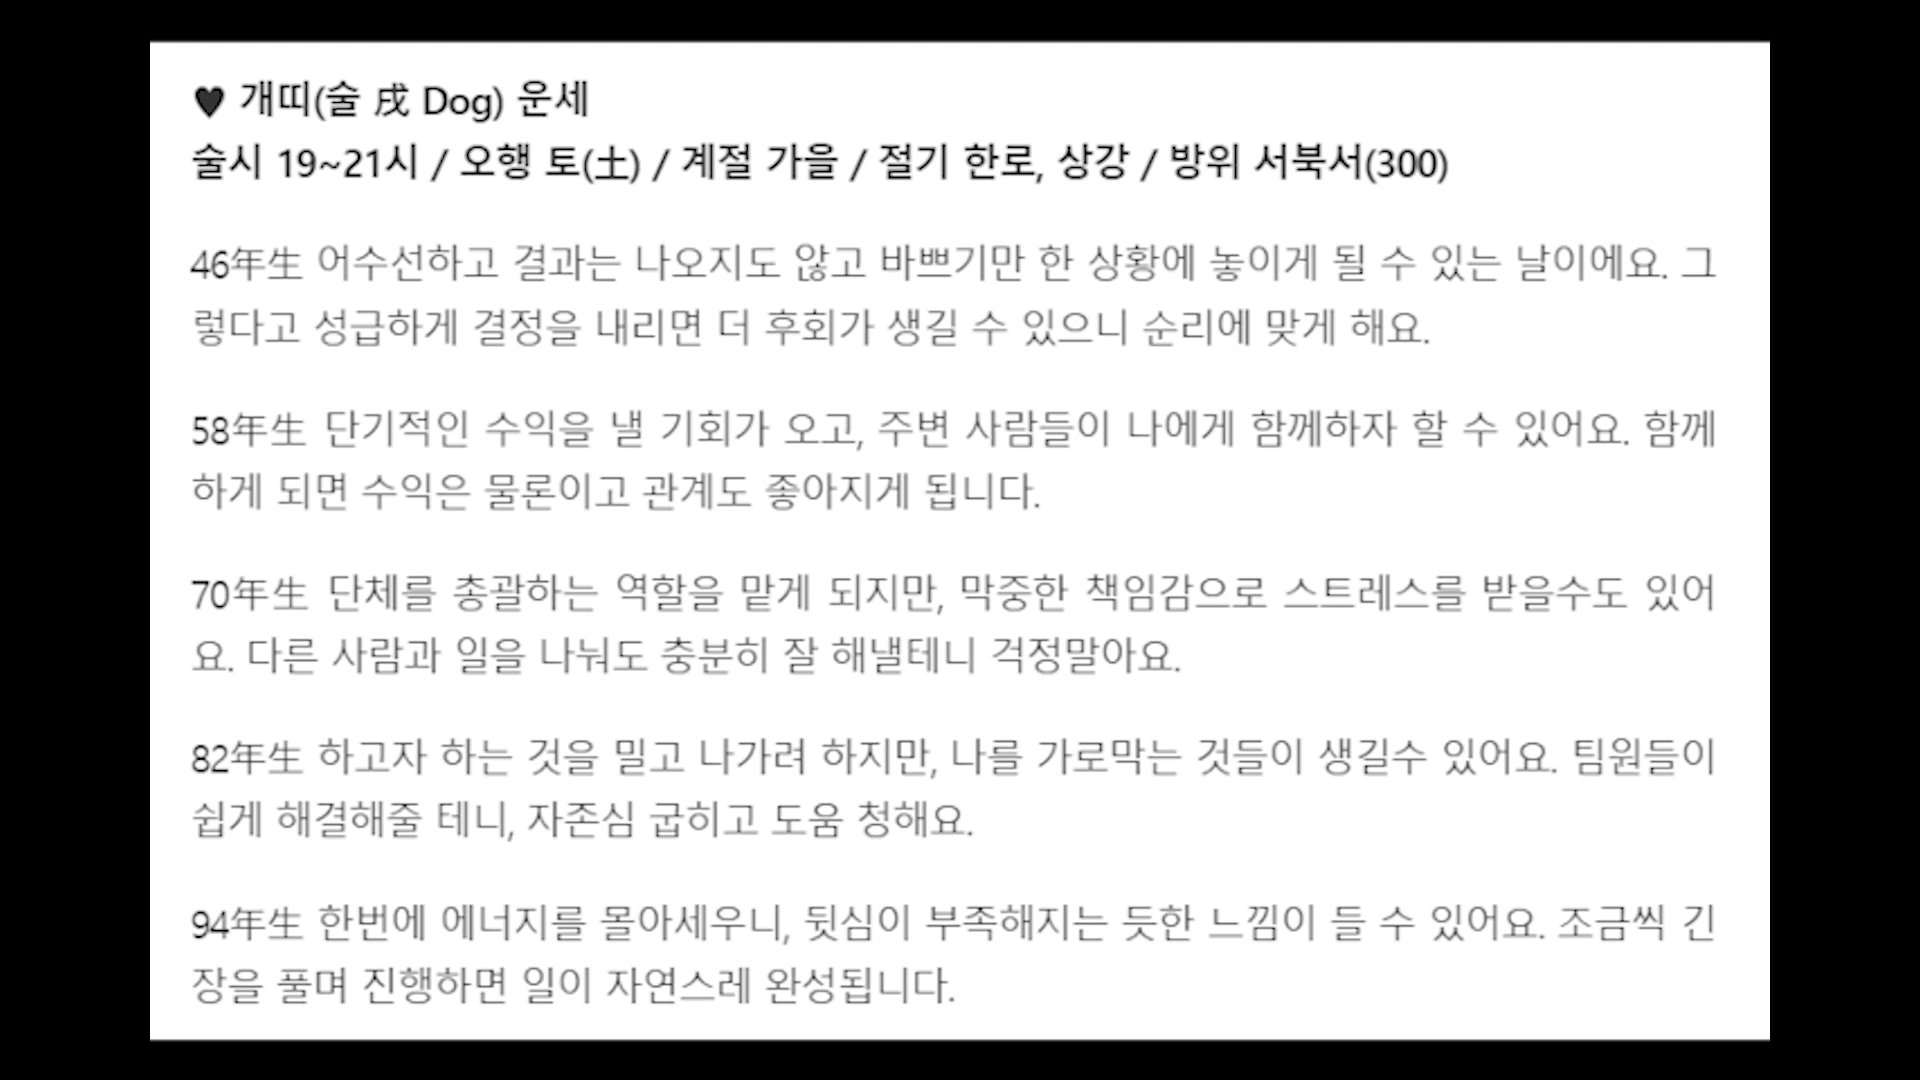 ♥ 개띠(술 戌 Dog) 운세
술시 19~21시 / 오행 토(土) / 계절 가을 / 절기 한로, 상강 / 방위 서북서(300)
46年生 어수선하고 결과는 나오지도 않고 바쁘기만 한 상황에 놓이게 될 수 있는 날이에요. 그
렇다고 성급하게 결정을 내리면 더 후회가 생길 수 있으니 순리에 맞게 해요.
58年生 단기적인 수익을 낼 기회가 오고, 주변 사람들이 나에게 함께하자 할 수 있어요. 함께
하게 되면 수익은 물론이고 관계도 좋아지게 됩니다.
70年生 단체를 총괄하는 역할을 맡게 되지만, 막중한 책임감으로 스트레스를 받을수도 있어
요. 다른 사람과 일을 나눠도 충분히 잘 해낼테니 걱정말아요.
82年生 하고자 하는 것을 밀고 나가려 하지만, 나를 가로막는 것들이 생길수 있어요. 팀원들이
쉽게 해결해줄 테니, 자존심 굽히고 도움 청해요.
94年生 한번에 에너지를 몰아세우니, 뒷심이 부족해지는 듯한 느낌이 들 수 있어요. 조금씩 긴
장을 풀며 진행하면 일이 자연스레 완성됩니다.